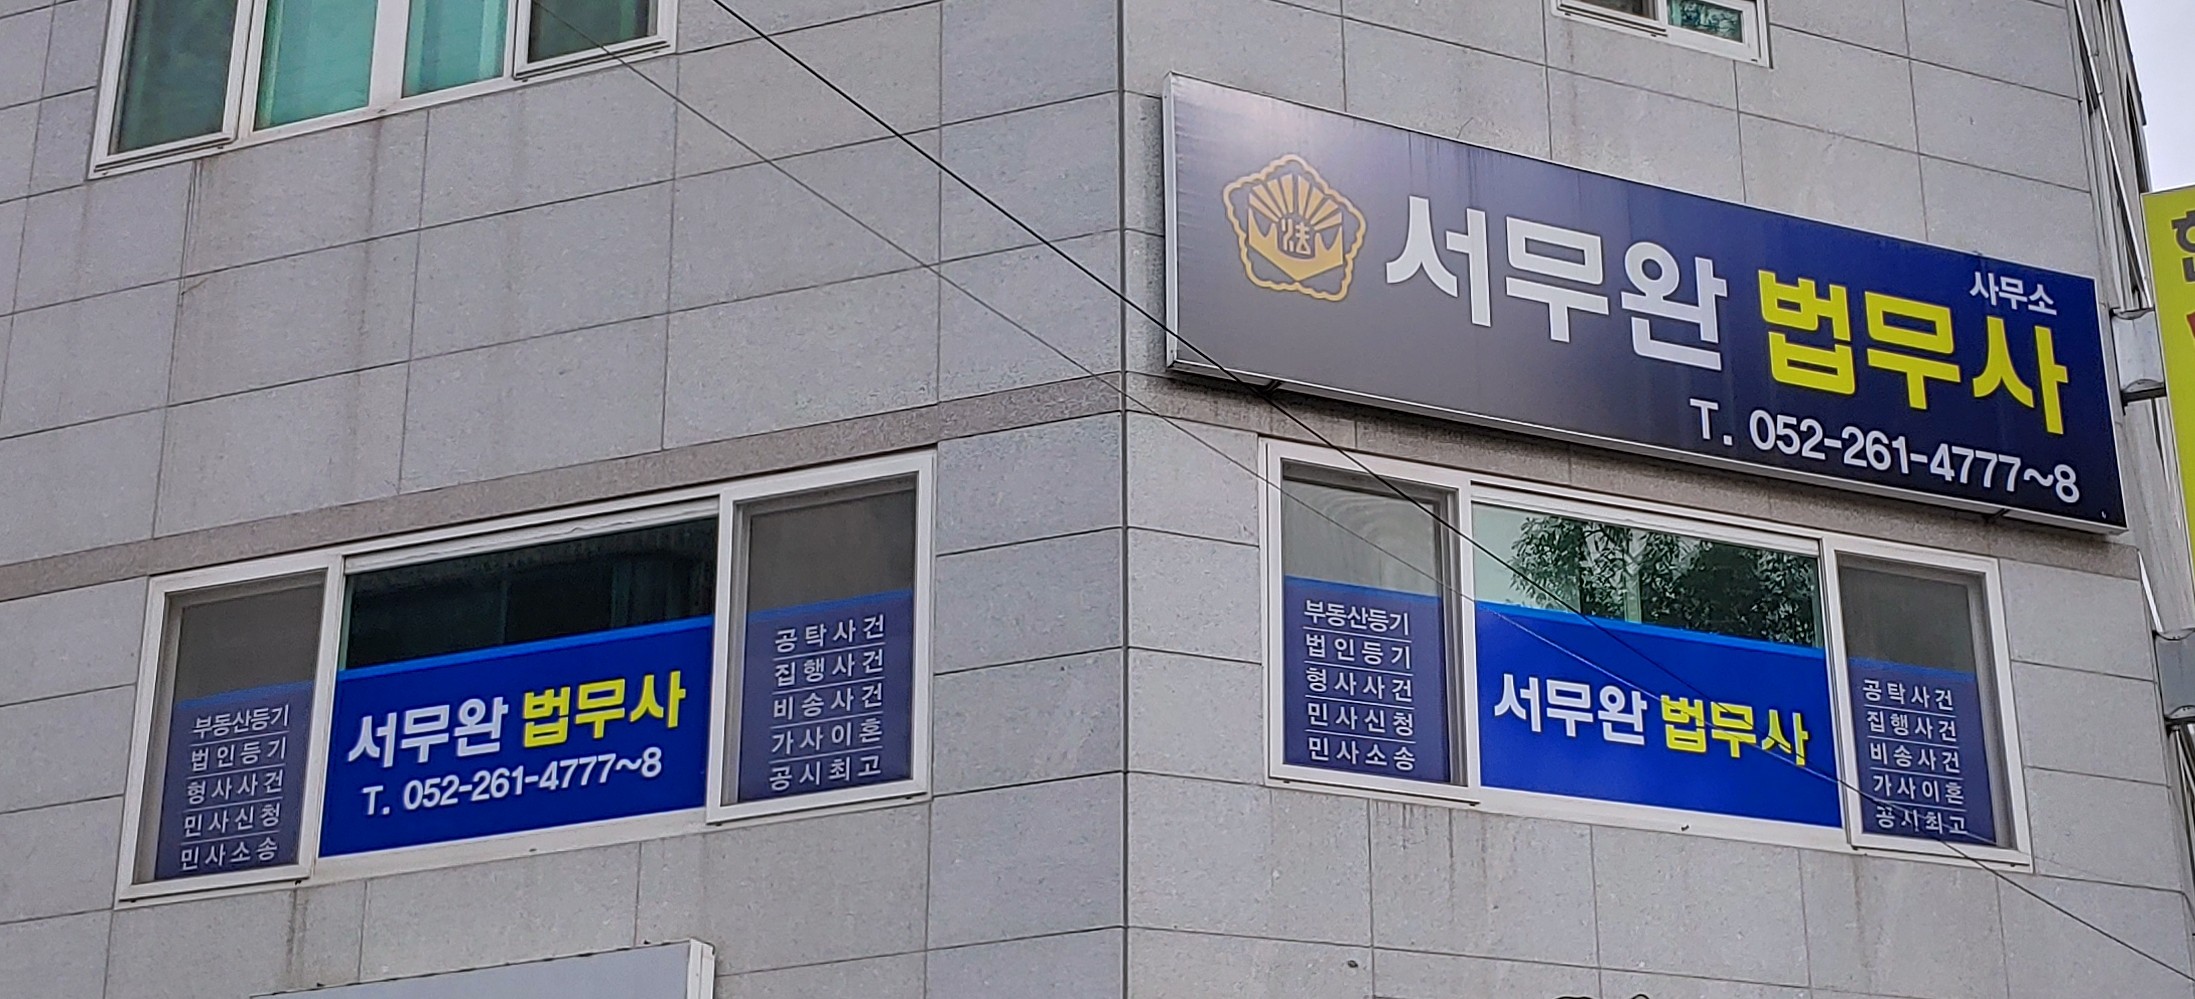 법
서무완 법무사 사무소
T. 052-261-4777~8
부동산등기
법인등기
형사사건
민사신청
민사소송
서무완 법무사
T. 052-261-4777~8
공탁사건
집행사건
비송사건
가사이혼
공시최고
부동산등기
법인등기
형사사건
민사신청
민사소송
서무완 법무사
공탁사건
집행사건
비송사건
가사이혼
공시최고